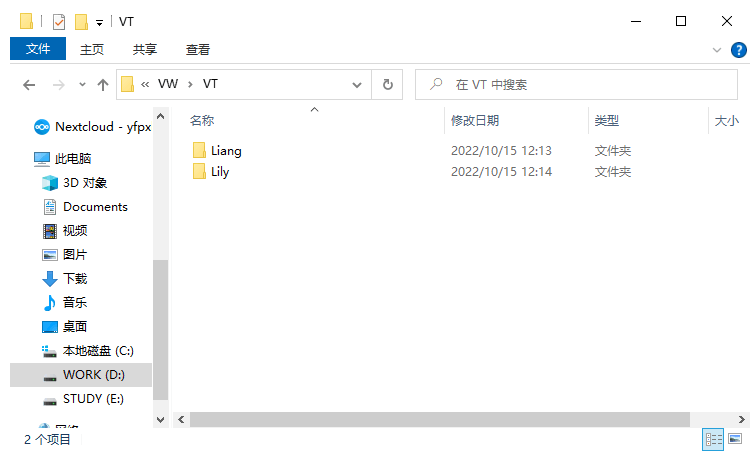 VT
文件 主页 共享 查看
« VW › VT
在 VT 中搜索
名称 修改日期 类型 大小
Liang 2022/10/15 12:13 文件夹
Lily 2022/10/15 12:14 文件夹
Nextcloud - yfpx
此电脑
3D 对象
Documents
视频
图片
下载
音乐
桌面
本地磁盘 (C:)
WORK (D:)
STUDY (E:)
网络
2 个项目